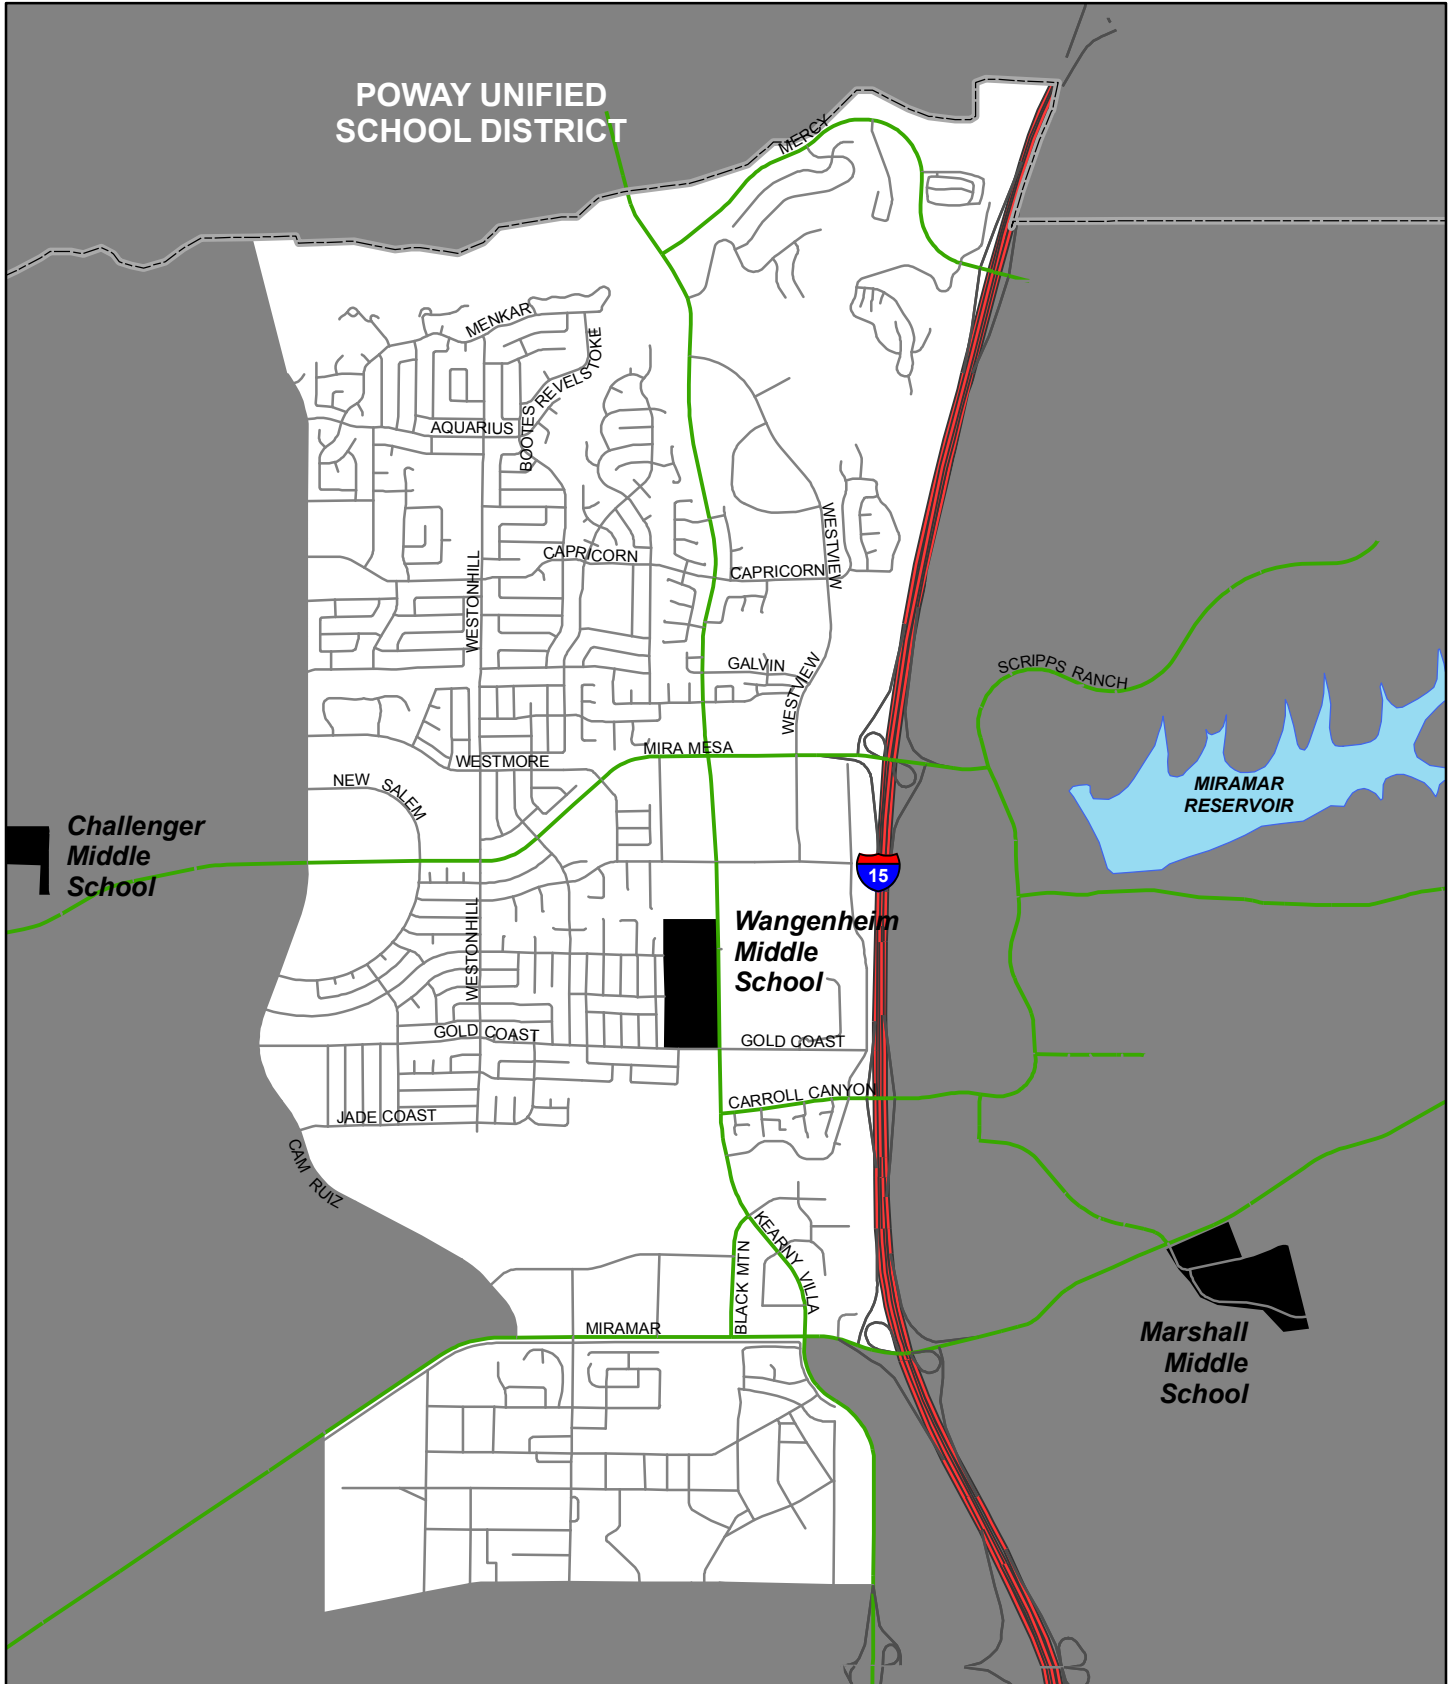 POWAY UNIFIED
SCHOOL DISTRICT
MERCY
MENKAR
REVELSTOKE
BOOTES
AQUARIUS
WESTVIEW
CAPRICORN
CAPRICORN
WESTONHILL
GALVIN
WESTVIEW
SCRIPPS RANCH
MIRA MESA
WESTMORE
NEW SALEM
MIRAMAR
RESERVOIR
Challenger
Middle
School
15
WESTONHILL
Wangenheim
Middle
School
GOLD COAST
GOLD COAST
CARROLL CANYON
JADE COAST
CAM RUIZ
KEARNY VILLA
BLACK MTN
MIRAMAR
Marshall
Middle
School